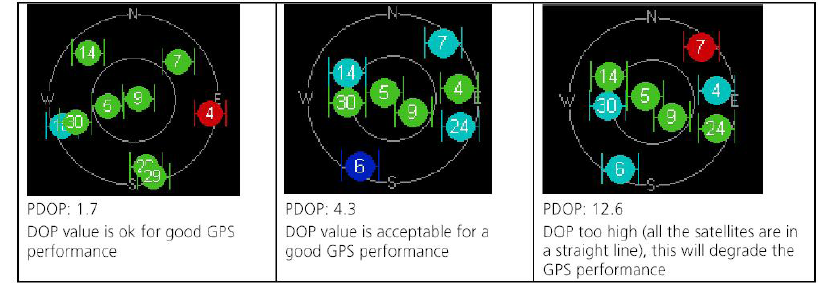 N
14
7
5
9
W
E
30
4
29
S
PDOP: 1.7
DOP value is ok for good GPS
performance
N
7
14
5
4
W
E
30
9
24
6
S
PDOP: 4.3
DOP value is acceptable for a
good GPS performance
N
7
14
5
4
W
E
30
9
24
6
S
PDOP: 12.6
DOP too high (all the satellites are in
a straight line), this will degrade the
GPS performance